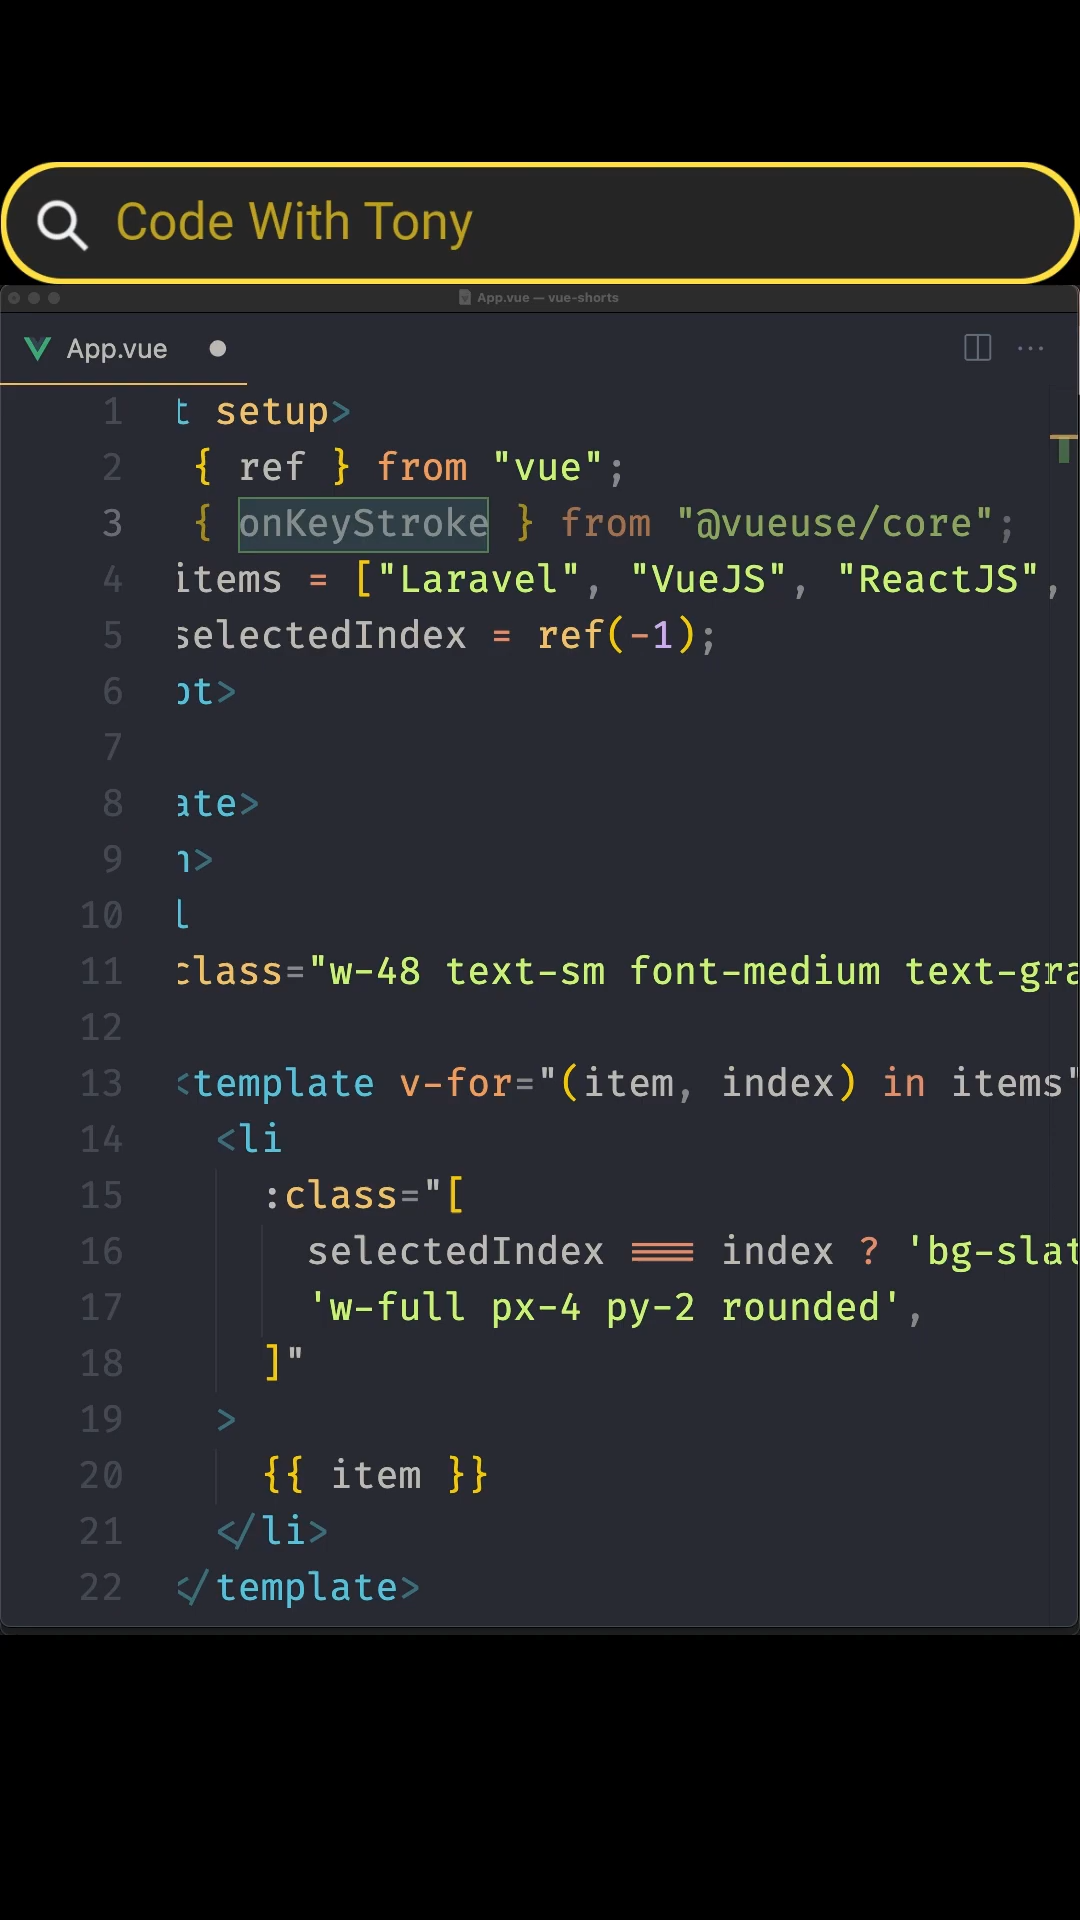 Code With Tony
App.vue — vue-shorts
App.vue
1 t setup>
2 { ref } from "vue";
3 { onKeyStroke } from "@vueuse/core";
4 items = ["Laravel", "VueJS", "ReactJS",
5 selectedIndex = ref(-1);
6 pt>
7
8 ate>
9 n>
10 l
11 class="w-48 text-sm font-medium text-gra
12
13 <template v-for="(item, index) in items"
14 <li
15 :class="[
16 selectedIndex === index ? 'bg-slat
17 'w-full px-4 py-2 rounded',
18 ]"
19 >
20 {{ item }}
21 </li>
22 </template>